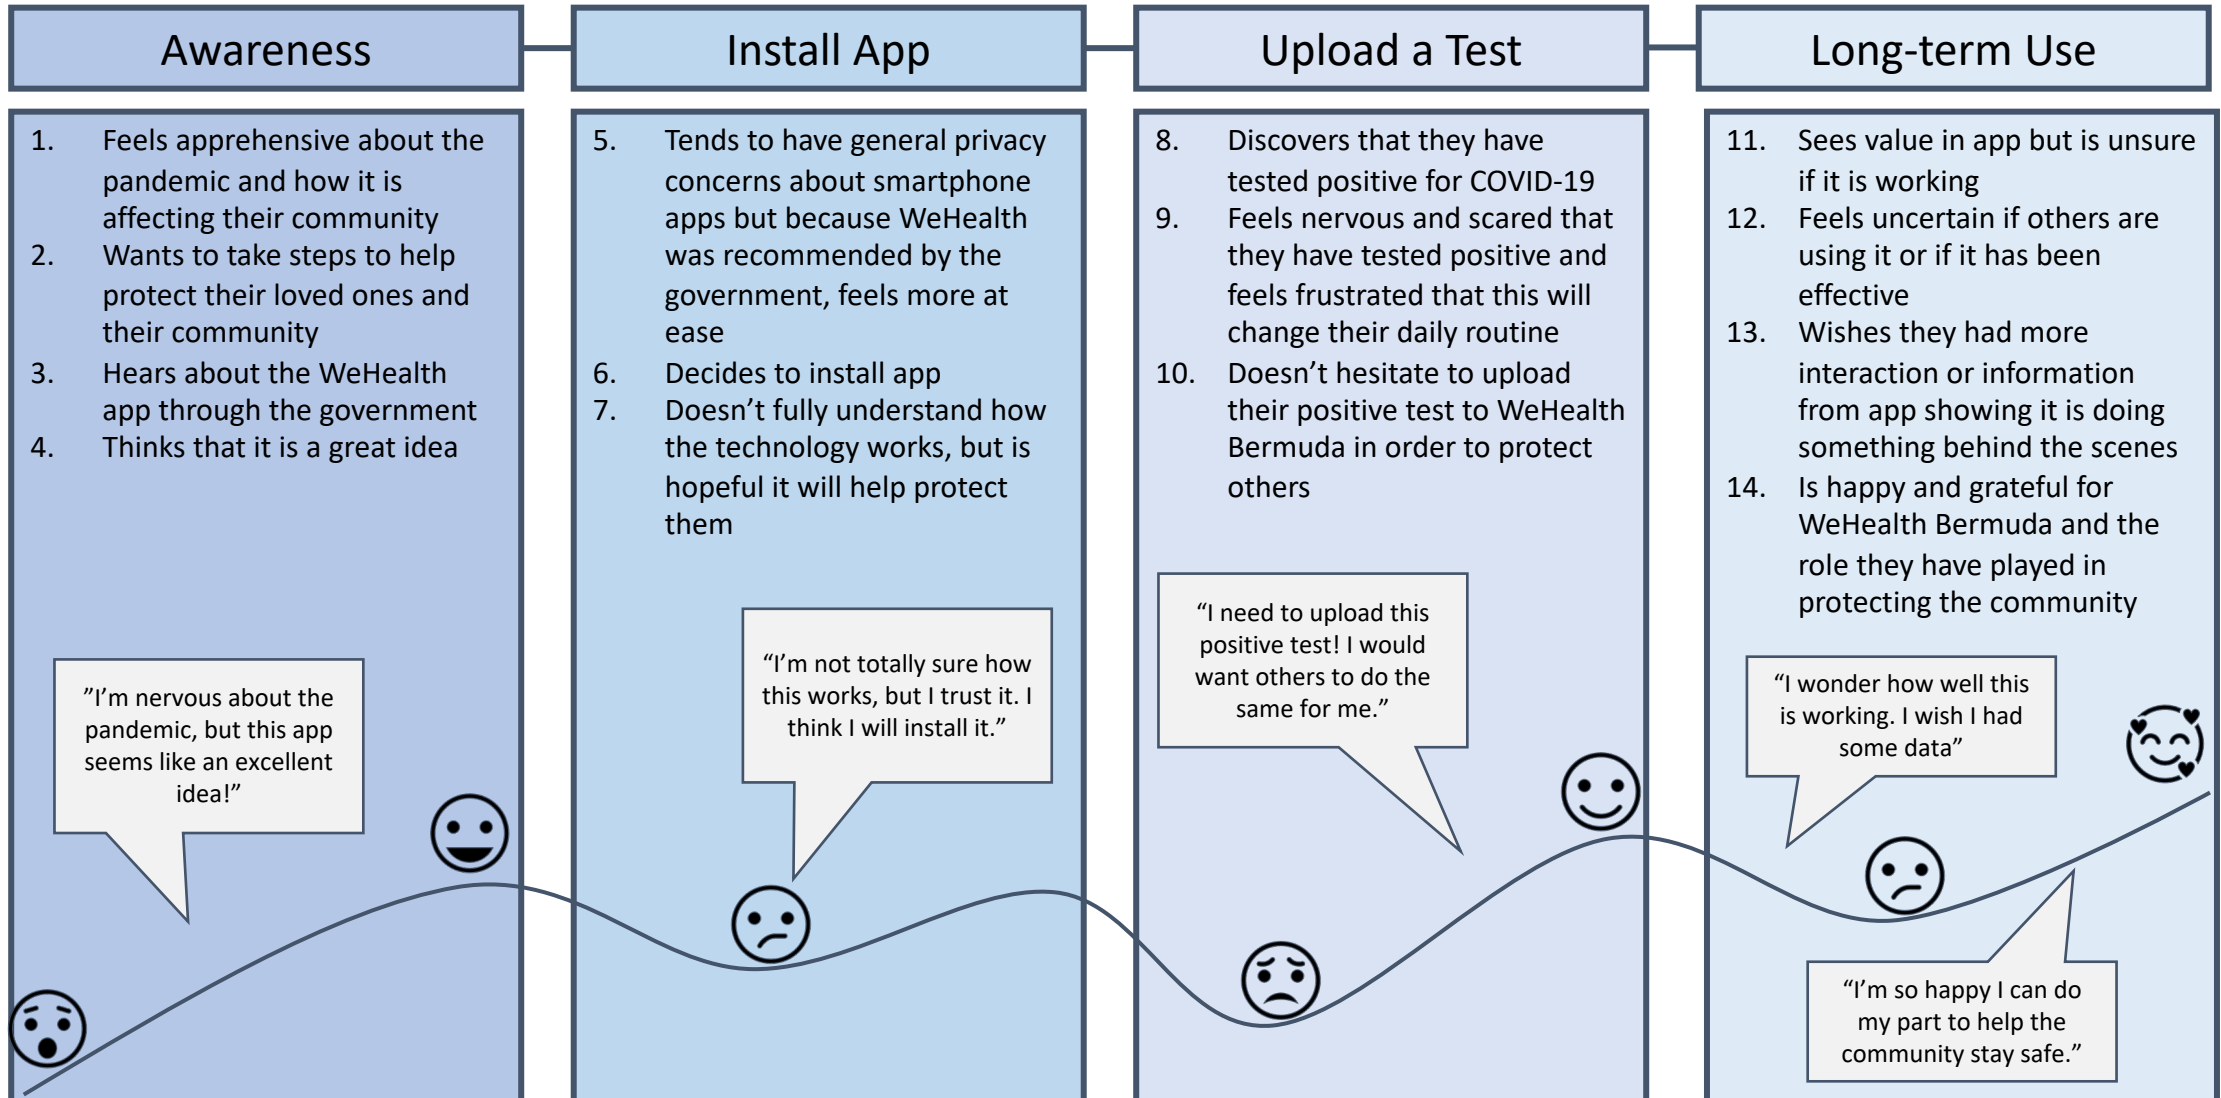 Awareness
1. Feels apprehensive about the
pandemic and how it is
affecting their community
2. Wants to take steps to help
protect their loved ones and
their community
3. Hears about the WeHealth
app through the government
4. Thinks that it is a great idea
”I’m nervous about the
pandemic, but this app
seems like an excellent
idea!”
Install App
5. Tends to have general privacy
concerns about smartphone
apps but because WeHealth
was recommended by the
government, feels more at
ease
6. Decides to install app
7. Doesn’t fully understand how
the technology works, but is
hopeful it will help protect
them
“I’m not totally sure how
this works, but I trust it. I
think I will install it.”
Upload a Test
8. Discovers that they have
tested positive for COVID-19
9. Feels nervous and scared that
they have tested positive and
feels frustrated that this will
change their daily routine
10. Doesn’t hesitate to upload
their positive test to WeHealth
Bermuda in order to protect
others
“I need to upload this
positive test! I would
want others to do the
same for me.”
Long-term Use
11. Sees value in app but is unsure
if it is working
12. Feels uncertain if others are
using it or if it has been
effective
13. Wishes they had more
interaction or information
from app showing it is doing
something behind the scenes
14. Is happy and grateful for
WeHealth Bermuda and the
role they have played in
protecting the community
“I wonder how well this
is working. I wish I had
some data”
“I’m so happy I can do
my part to help the
community stay safe.”